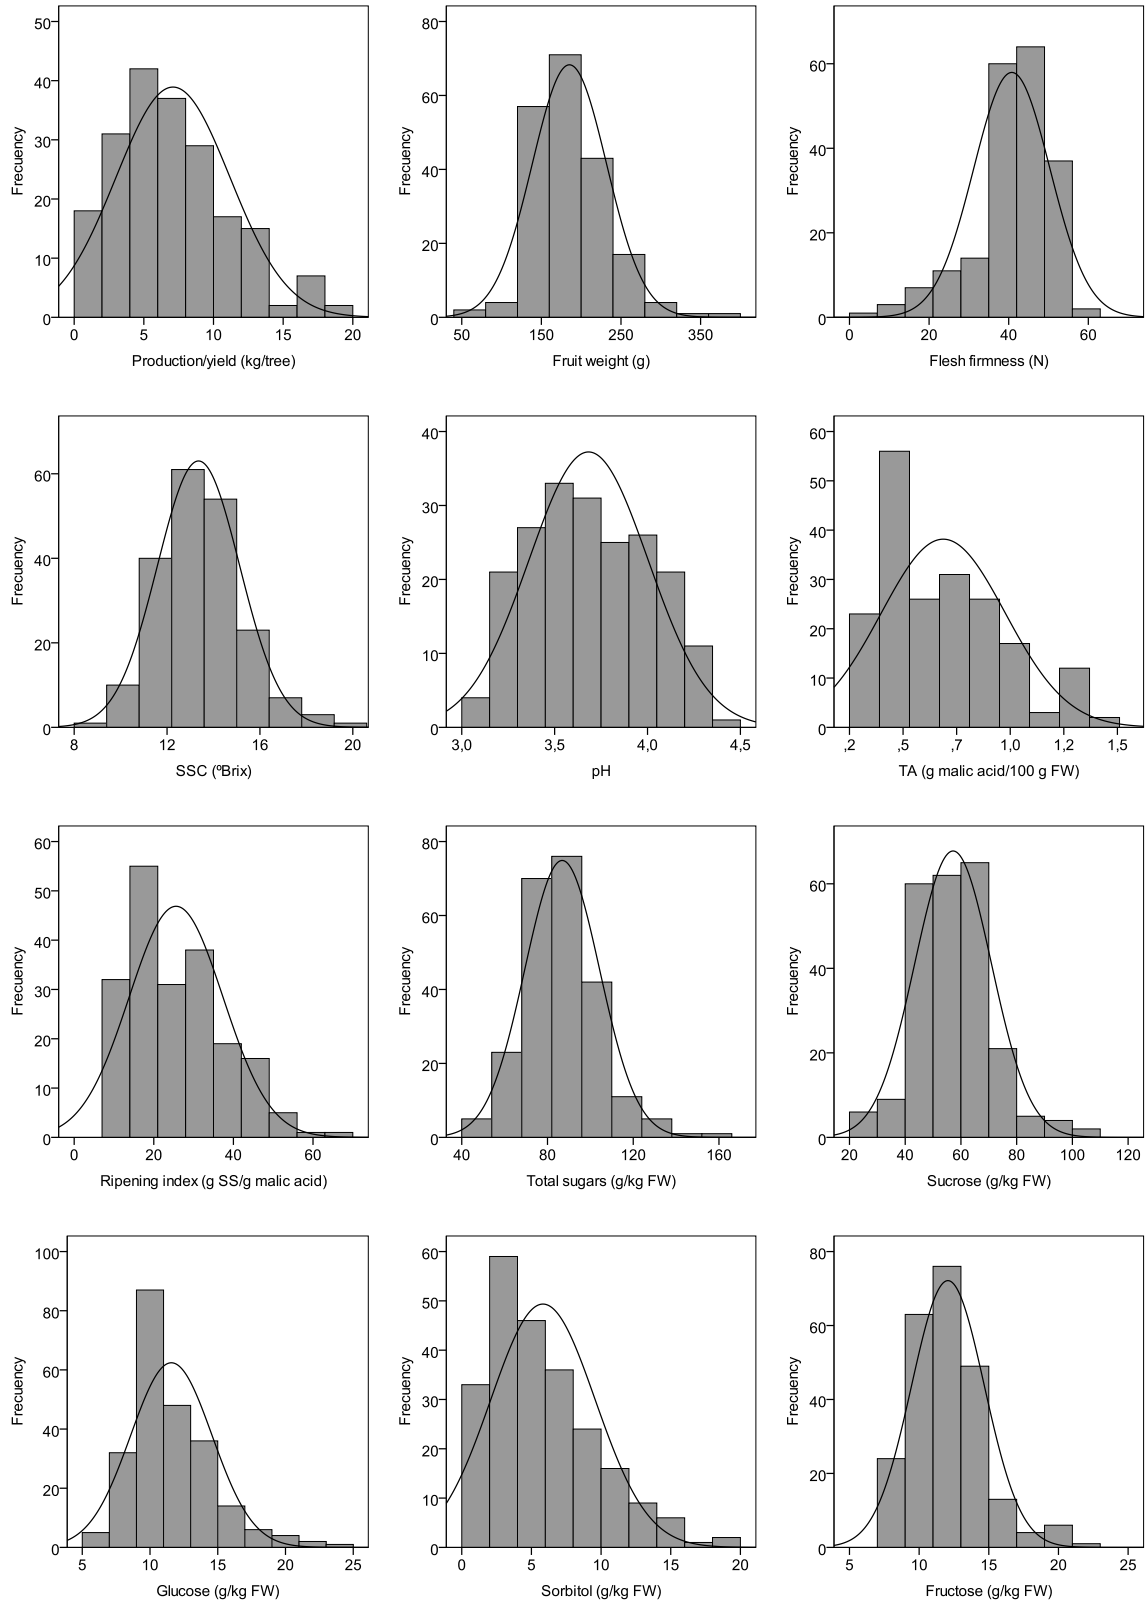 50
40
30
20
10
0
Frecuency
0 5 10 15 20
Production/yield (kg/tree)
80
60
40
20
0
Frecuency
50 150 250 350
Fruit weight (g)
60
40
20
0
Frecuency
0 20 40 60
Flesh firmness (N)
60
40
20
0
Frecuency
8 12 16 20
SSC (ºBrix)
40
30
20
10
0
Frecuency
3,0 3,5 4,0 4,5
pH
60
50
40
30
20
10
0
Frecuency
,2 ,5 ,7 1,0 1,2 1,5
TA (g malic acid/100 g FW)
60
50
40
30
20
10
0
Frecuency
0 20 40 60
Ripening index (g SS/g malic acid)
80
60
40
20
0
Frecuency
40 80 120 160
Total sugars (g/kg FW)
60
40
20
0
Frecuency
20 40 60 80 100 120
Sucrose (g/kg FW)
100
80
60
40
20
0
Frecuency
5 10 15 20 25
Glucose (g/kg FW)
60
50
40
30
20
10
0
Frecuency
0 5 10 15 20
Sorbitol (g/kg FW)
80
60
40
20
0
Frecuency
5 10 15 20 25
Fructose (g/kg FW)